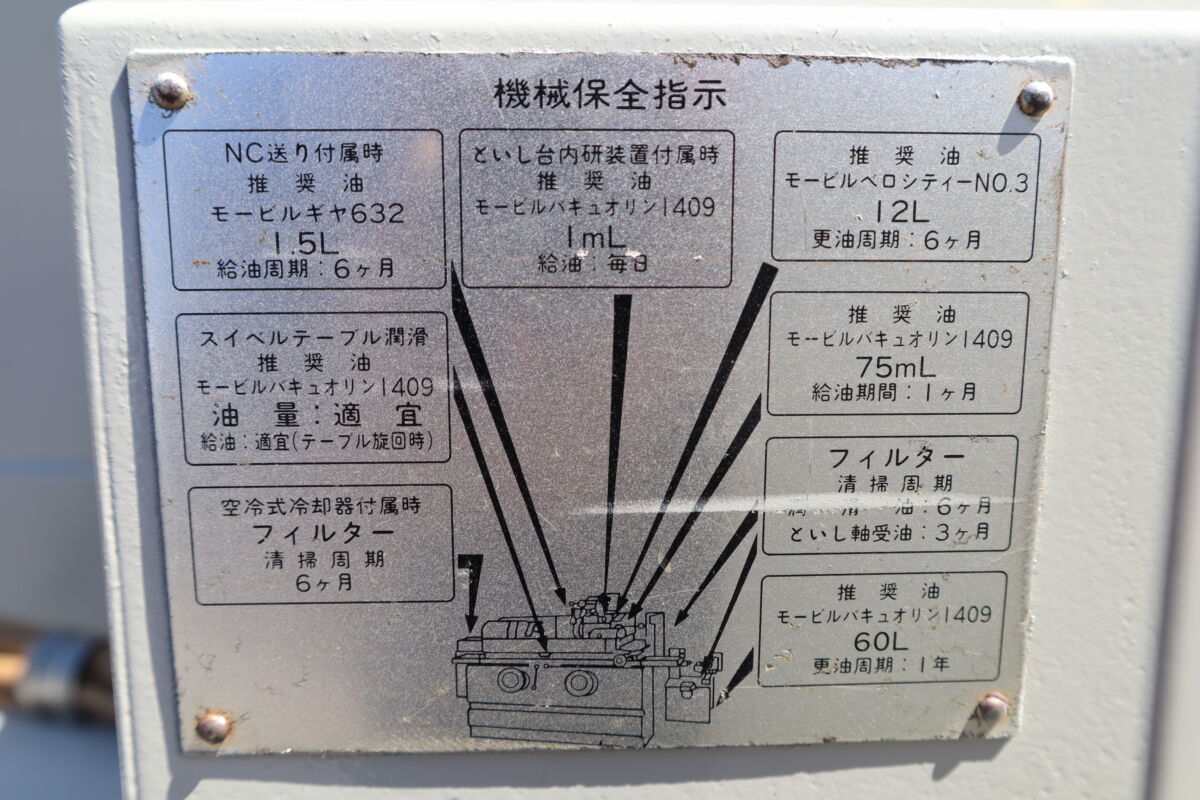 機械保全指示
NC送り付属時
推奨油
モービルギヤ632
1.5L
給油周期：6ヶ月
といし台内研装置付属時
推奨油
モービルバキュオリン1409
1mL
給油：毎日
推奨油
モービルベロシティーNO.3
12L
更油周期：6ヶ月
スイベルテーブル潤滑
推奨油
モービルバキュオリン1409
油量：適宜
給油：適宜(テーブル旋回時)
推奨油
モービルバキュオリン1409
75mL
給油期間：1ヶ月
空冷式冷却器付属時
フィルター
清掃周期
6ヶ月
フィルター
清掃周期
潤滑油：6ヶ月
といし軸受油：3ヶ月
推奨油
モービルバキュオリン1409
60L
更油周期：1年